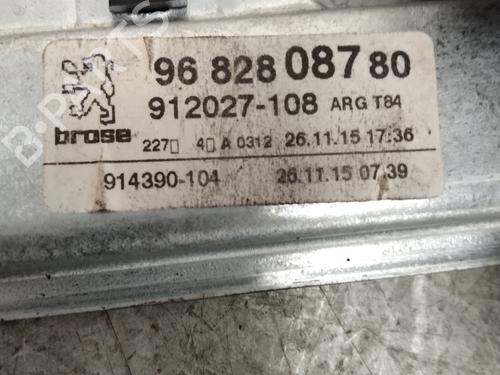 96 828 087 80
912027-108 ARG T84
brose
227▯ 4▯ A 0312 26.11.15 17:36
914390-104 26.11.15 07:39
B-PARTS